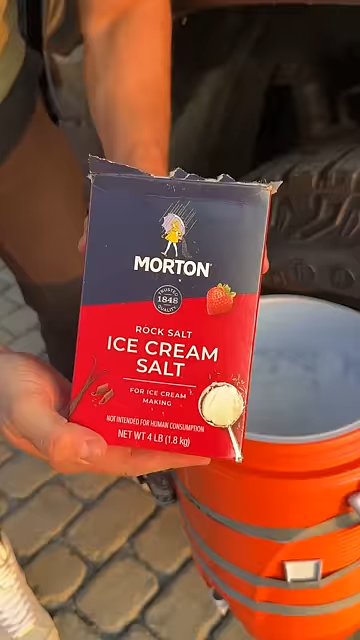 MORTON
TRUSTED
1848
QUALITY
ROCK SALT
ICE CREAM
SALT
FOR ICE CREAM
MAKING
NOT INTENDED FOR HUMAN CONSUMPTION
NET WT 4 LB (1.8 kg)